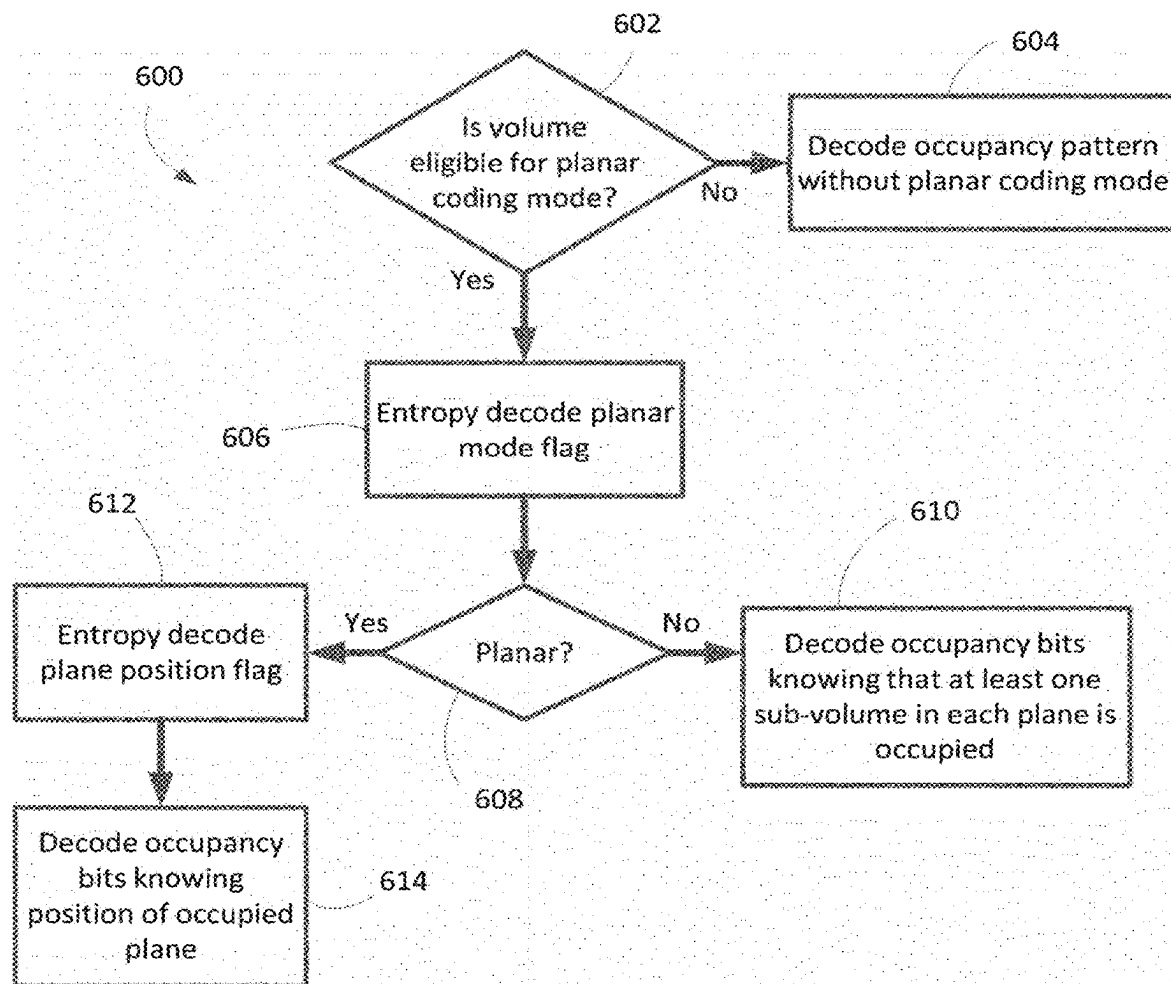 602
604
600
Is volume
eligible for planar
coding mode?
Decode occupancy pattern
without planar coding mode
No
Yes
Entropy decode planar
mode flag
606
612
610
Yes
No
Entropy decode
plane position flag
Planar?
Decode occupancy bits
knowing that at least one
sub-volume in each plane is
occupied
608
Decode occupancy
bits knowing
position of occupied
plane
614